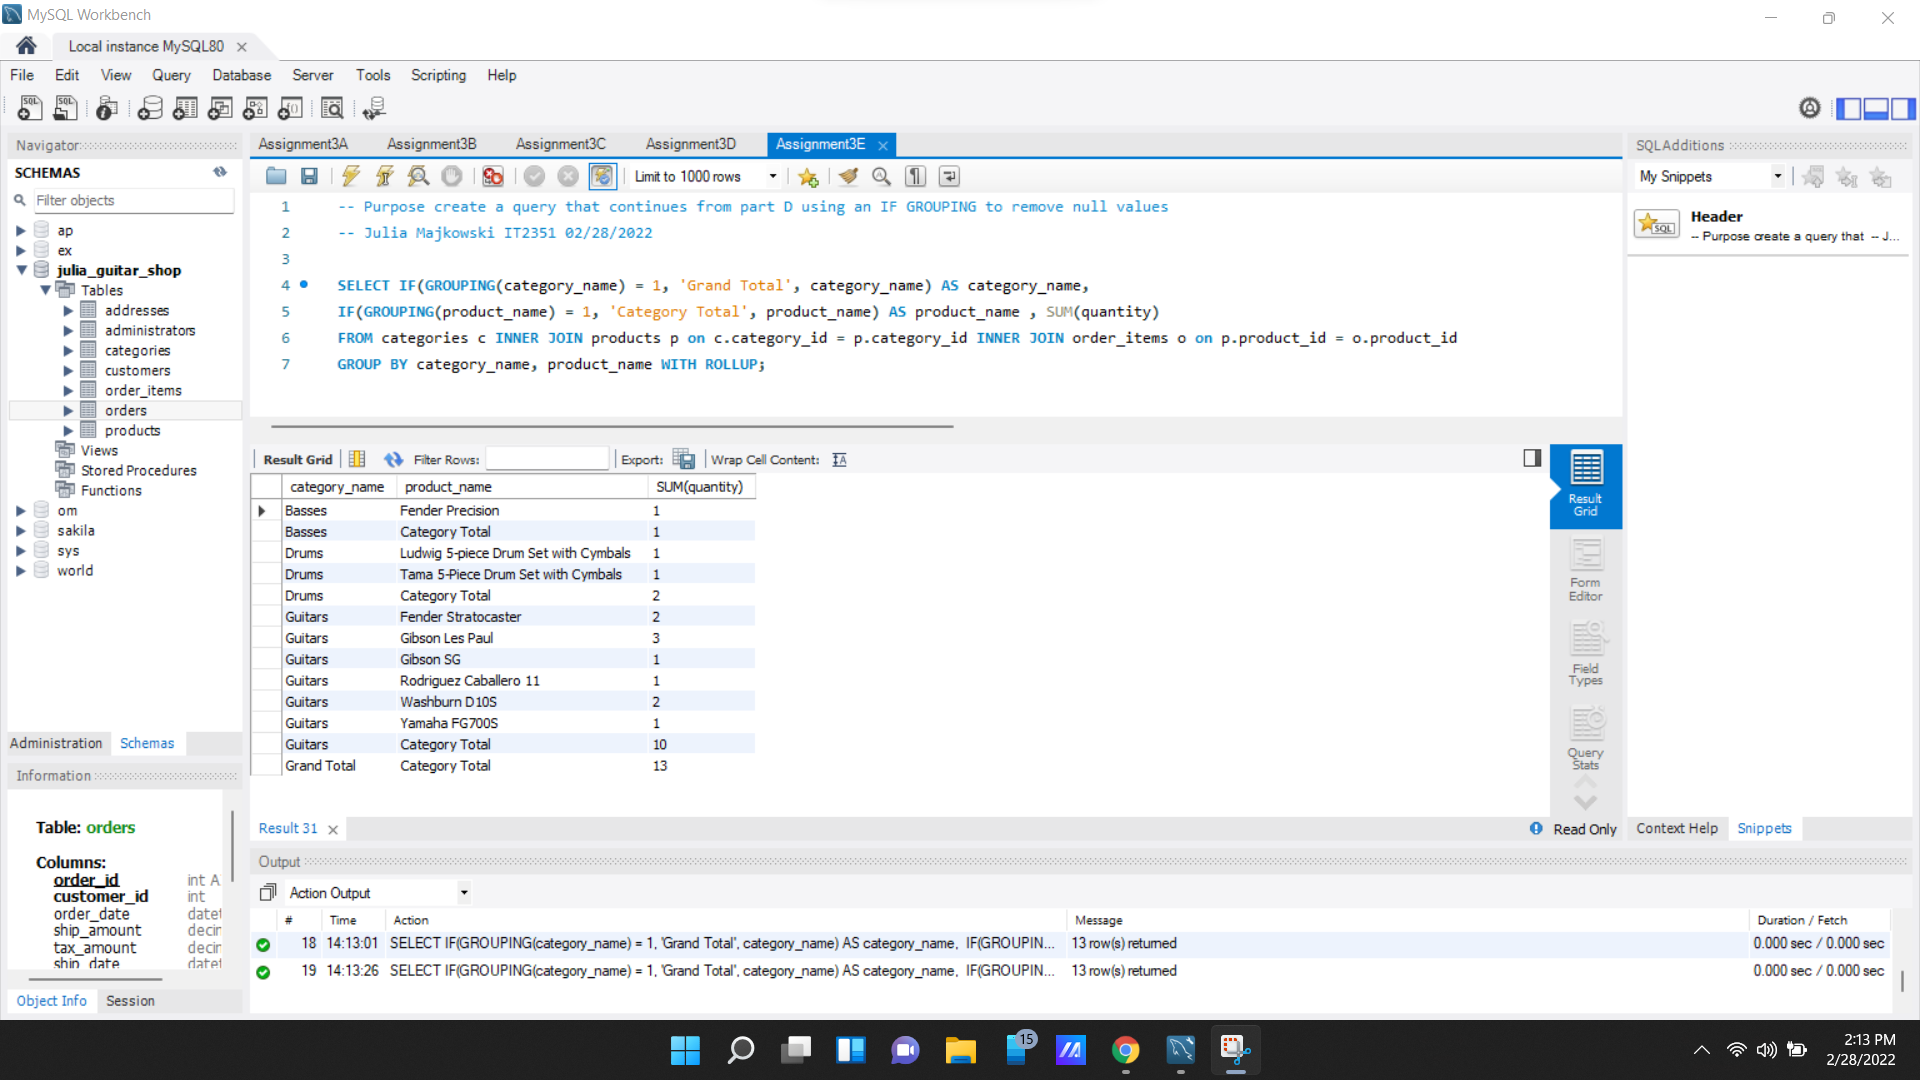 MySQL Workbench
Local instance MySQL80
File Edit View Query Database Server Tools Scripting Help
Navigator
SCHEMAS
Filter objects
ap
ex
julia_guitar_shop
Tables
addresses
administrators
categories
customers
order_items
orders
products
Views
Stored Procedures
Functions
om
sakila
sys
world
Administration Schemas
Information
Table: orders
Columns:
order_id int A
customer_id int
order_date datet
ship_amount decir
tax_amount decir
ship_date datet
Object Info Session
Assignment3A Assignment3B Assignment3C Assignment3D Assignment3E
Limit to 1000 rows
1 -- Purpose create a query that continues from part D using an IF GROUPING to remove null values
2 -- Julia Majkowski IT2351 02/28/2022
3
4 SELECT IF(GROUPING(category_name) = 1, 'Grand Total', category_name) AS category_name,
5 IF(GROUPING(product_name) = 1, 'Category Total', product_name) AS product_name , SUM(quantity)
6 FROM categories c INNER JOIN products p on c.category_id = p.category_id INNER JOIN order_items o on p.product_id = o.product_id
7 GROUP BY category_name, product_name WITH ROLLUP;
Result Grid Filter Rows: Export: Wrap Cell Content:
category_name product_name SUM(quantity)
Basses Fender Precision 1
Basses Category Total 1
Drums Ludwig 5-piece Drum Set with Cymbals 1
Drums Tama 5-Piece Drum Set with Cymbals 1
Drums Category Total 2
Guitars Fender Stratocaster 2
Guitars Gibson Les Paul 3
Guitars Gibson SG 1
Guitars Rodriguez Caballero 11 1
Guitars Washburn D10S 2
Guitars Yamaha FG700S 1
Guitars Category Total 10
Grand Total Category Total 13
Result
Grid
Form
Editor
Field
Types
Query
Stats
Result 31
Read Only
Output
Action Output
# Time Action Message Duration / Fetch
18 14:13:01 SELECT IF(GROUPING(category_name) = 1, 'Grand Total', category_name) AS category_name, IF(GROUPIN... 13 row(s) returned 0.000 sec / 0.000 sec
19 14:13:26 SELECT IF(GROUPING(category_name) = 1, 'Grand Total', category_name) AS category_name, IF(GROUPIN... 13 row(s) returned 0.000 sec / 0.000 sec
SQLAdditions
My Snippets
SQL
Header
-- Purpose create a query that -- J...
Context Help Snippets
15
2:13 PM
2/28/2022